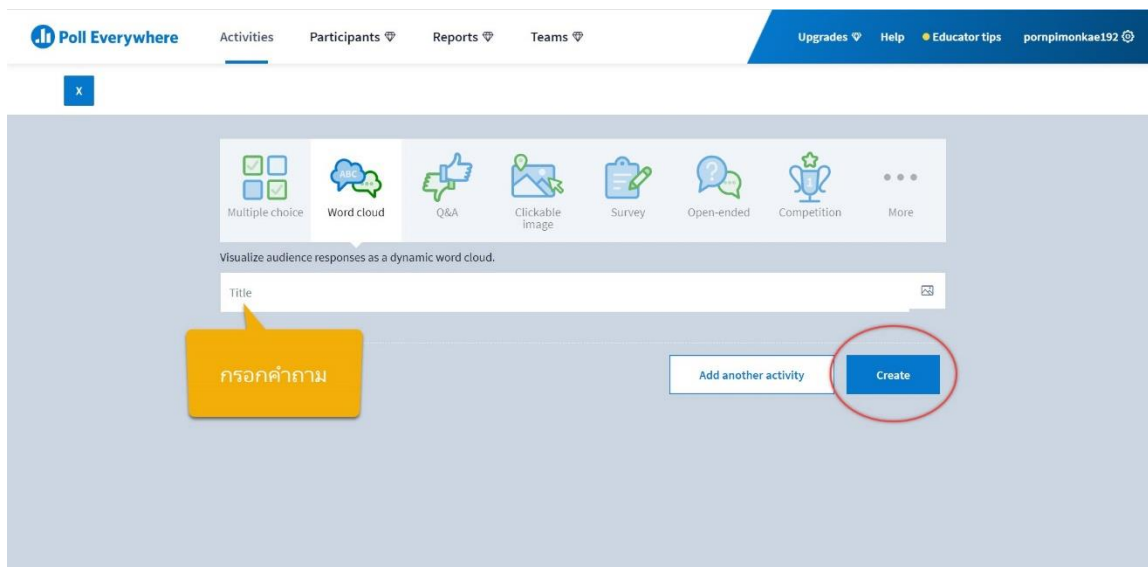 Poll Everywhere
Activities
Participants
Reports
Teams
Upgrades
Help
Educator tips
pornpimonkae192
X
Multiple choice
ABC
Word cloud
Q&A
Clickable
image
Survey
?
Open-ended
1
Competition
More
Visualize audience responses as a dynamic word cloud.
Title
กรอกคำถาม
Add another activity
Create